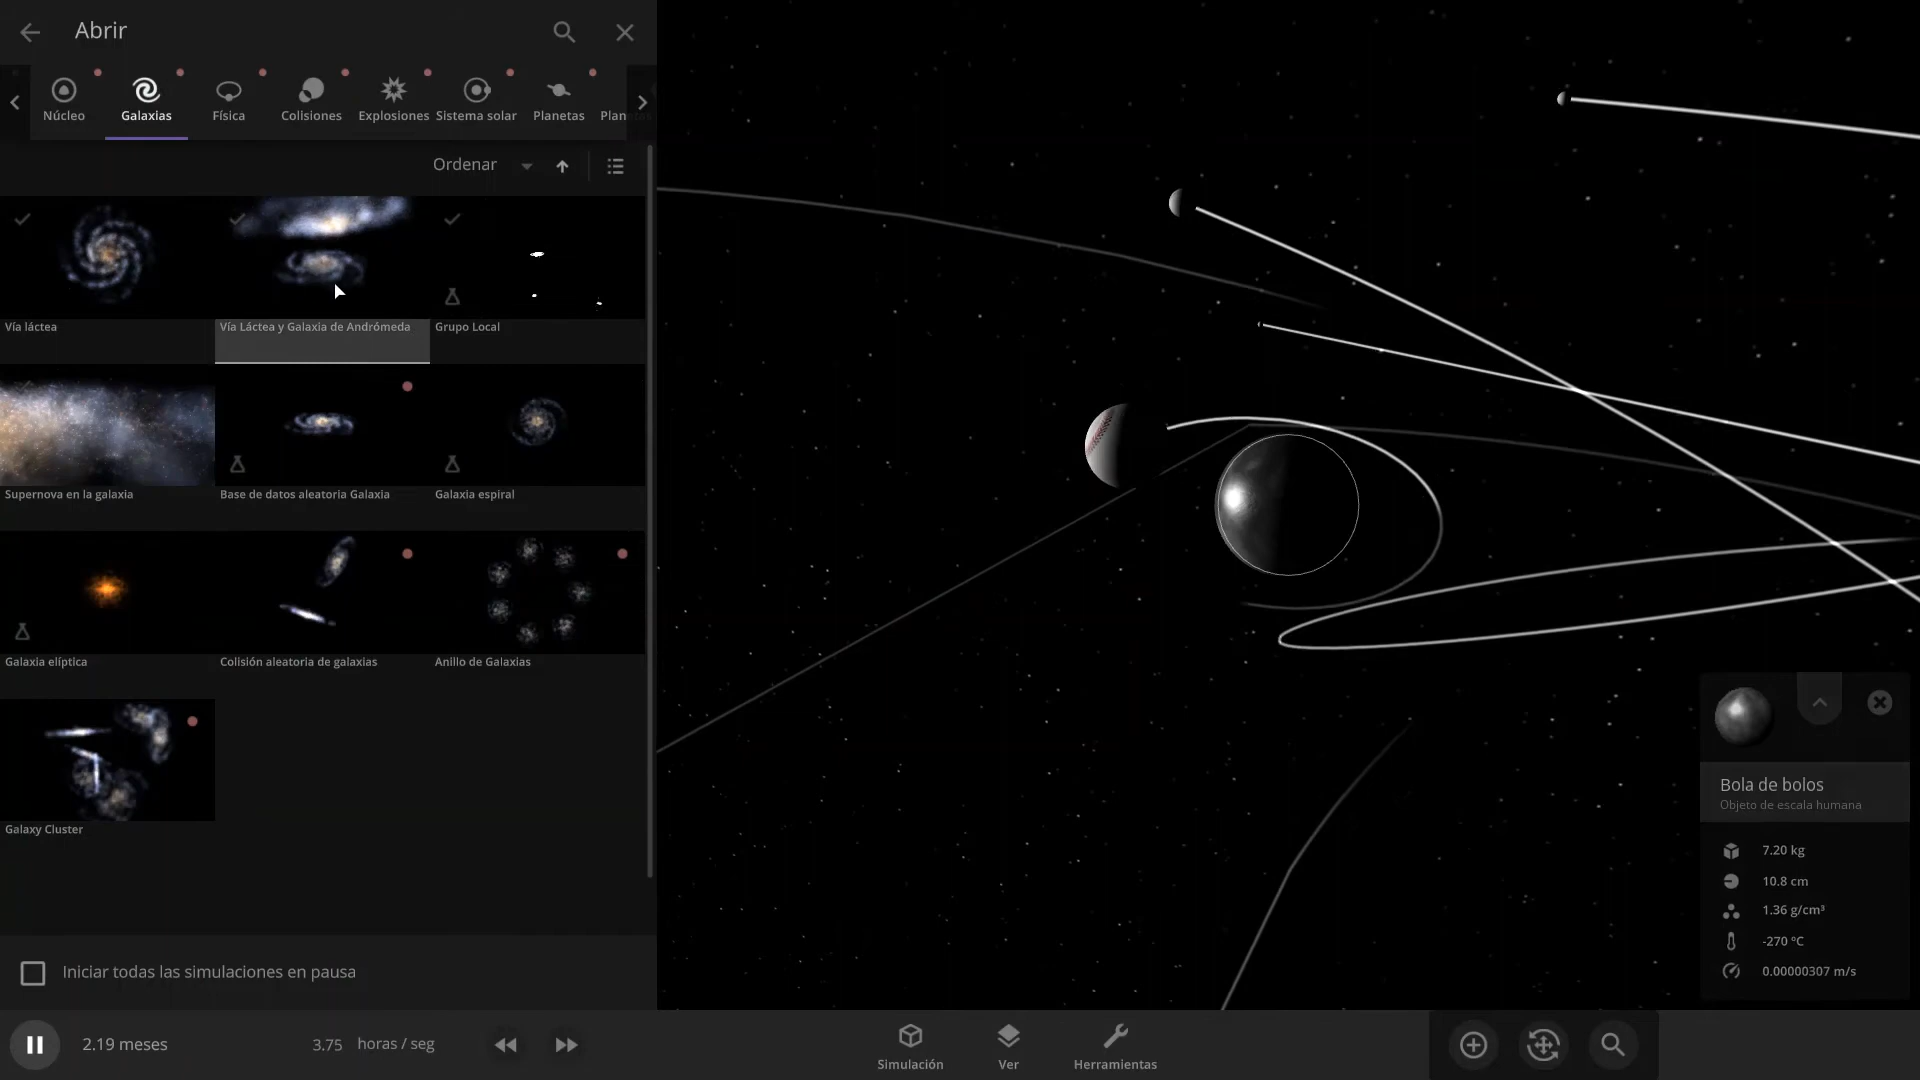 Abrir
Núcleo
Galaxias
Física
Colisiones
Explosiones
Sistema solar
Planetas
Ordenar
Vía láctea
Vía Láctea y Galaxia de Andrómeda
Grupo Local
Supernova en la galaxia
Base de datos aleatoria Galaxia
Galaxia espiral
Galaxia elíptica
Colisión aleatoria de galaxias
Anillo de Galaxias
Galaxy Cluster
Iniciar todas las simulaciones en pausa
Bola de bolos
Objeto de escala humana
7.20 kg
10.8 cm
1.36 g/cm³
-270 °C
0.00000307 m/s
2.19 meses
3.75 horas / seg
Simulación
Ver
Herramientas